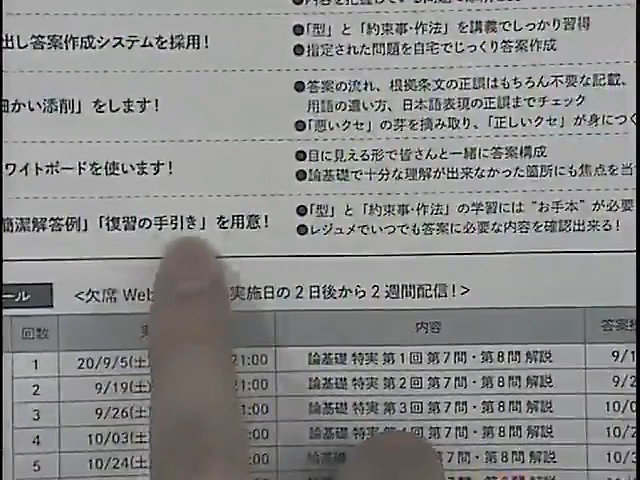 ●「型」と「約束事・作法」を講義でしっかり習得
出し答案作成システムを採用！
●指定された問題を自宅でじっくり答案作成
●答案の流れ、根拠条文の正誤はもちろん不要な記載、
細かい添削」をします！
用語の遣い方、日本語表現の正誤までチェック
●「悪いクセ」の芽を摘み取り、「正しいクセ」が身につく
ワイトボードを使います！
●目に見える形で皆さんと一緒に答案構成
●論基礎で十分な理解が出来なかった箇所にも焦点を当
簡潔解答例」「復習の手引き」を用意！
●「型」と「約束事・作法」の学習には“お手本”が必要
●レジュメでいつでも答案に必要な内容を確認出来る！
ール
<欠席 Web 実施日の2日後から2週間配信！>
回数 実 内容 答案
1 20/9/5(土) 21:00 論基礎 特実 第1回 第7問・第8問 解説 9/1
2 9/19(土) :00 論基礎 特実 第2回 第7問・第8問 解説 9/2
3 9/26(土) :00 論基礎 特実 第3回 第7問・第8問 解説 10/0
4 10/03(土) :00 論基礎 特実 第4回 第7問・第8問 解説 10/2
5 10/24(土) :00 論基礎 第7問・第8問 解説 10/3